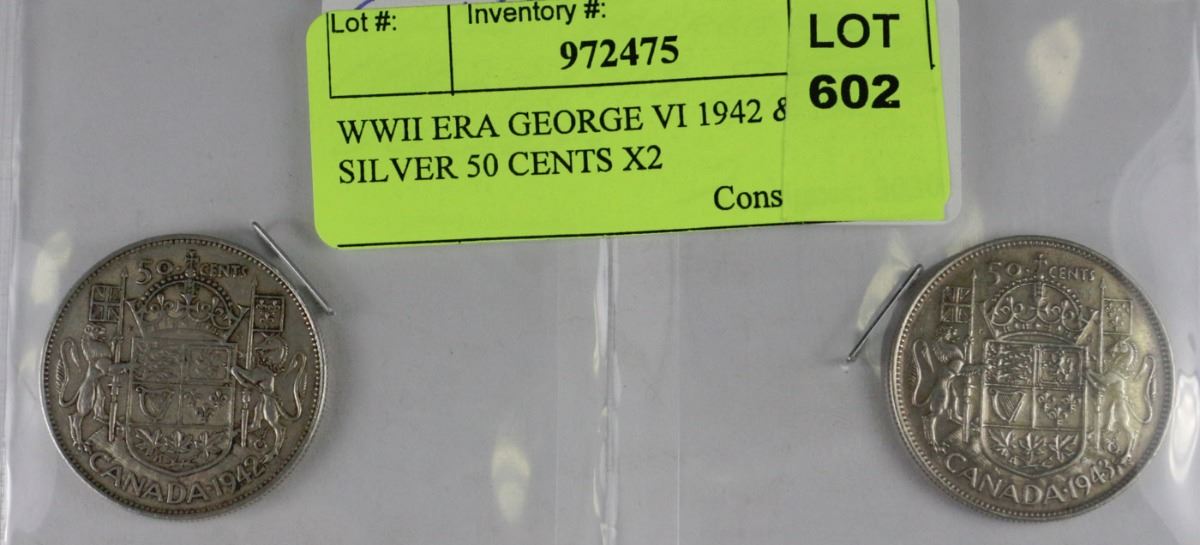 Lot #:
Inventory #:
972475
LOT
602
WWII ERA GEORGE VI 1942 &
SILVER 50 CENTS X2
Cons
50 CENTS
CANADA·1942
50 CENTS
CANADA·1943